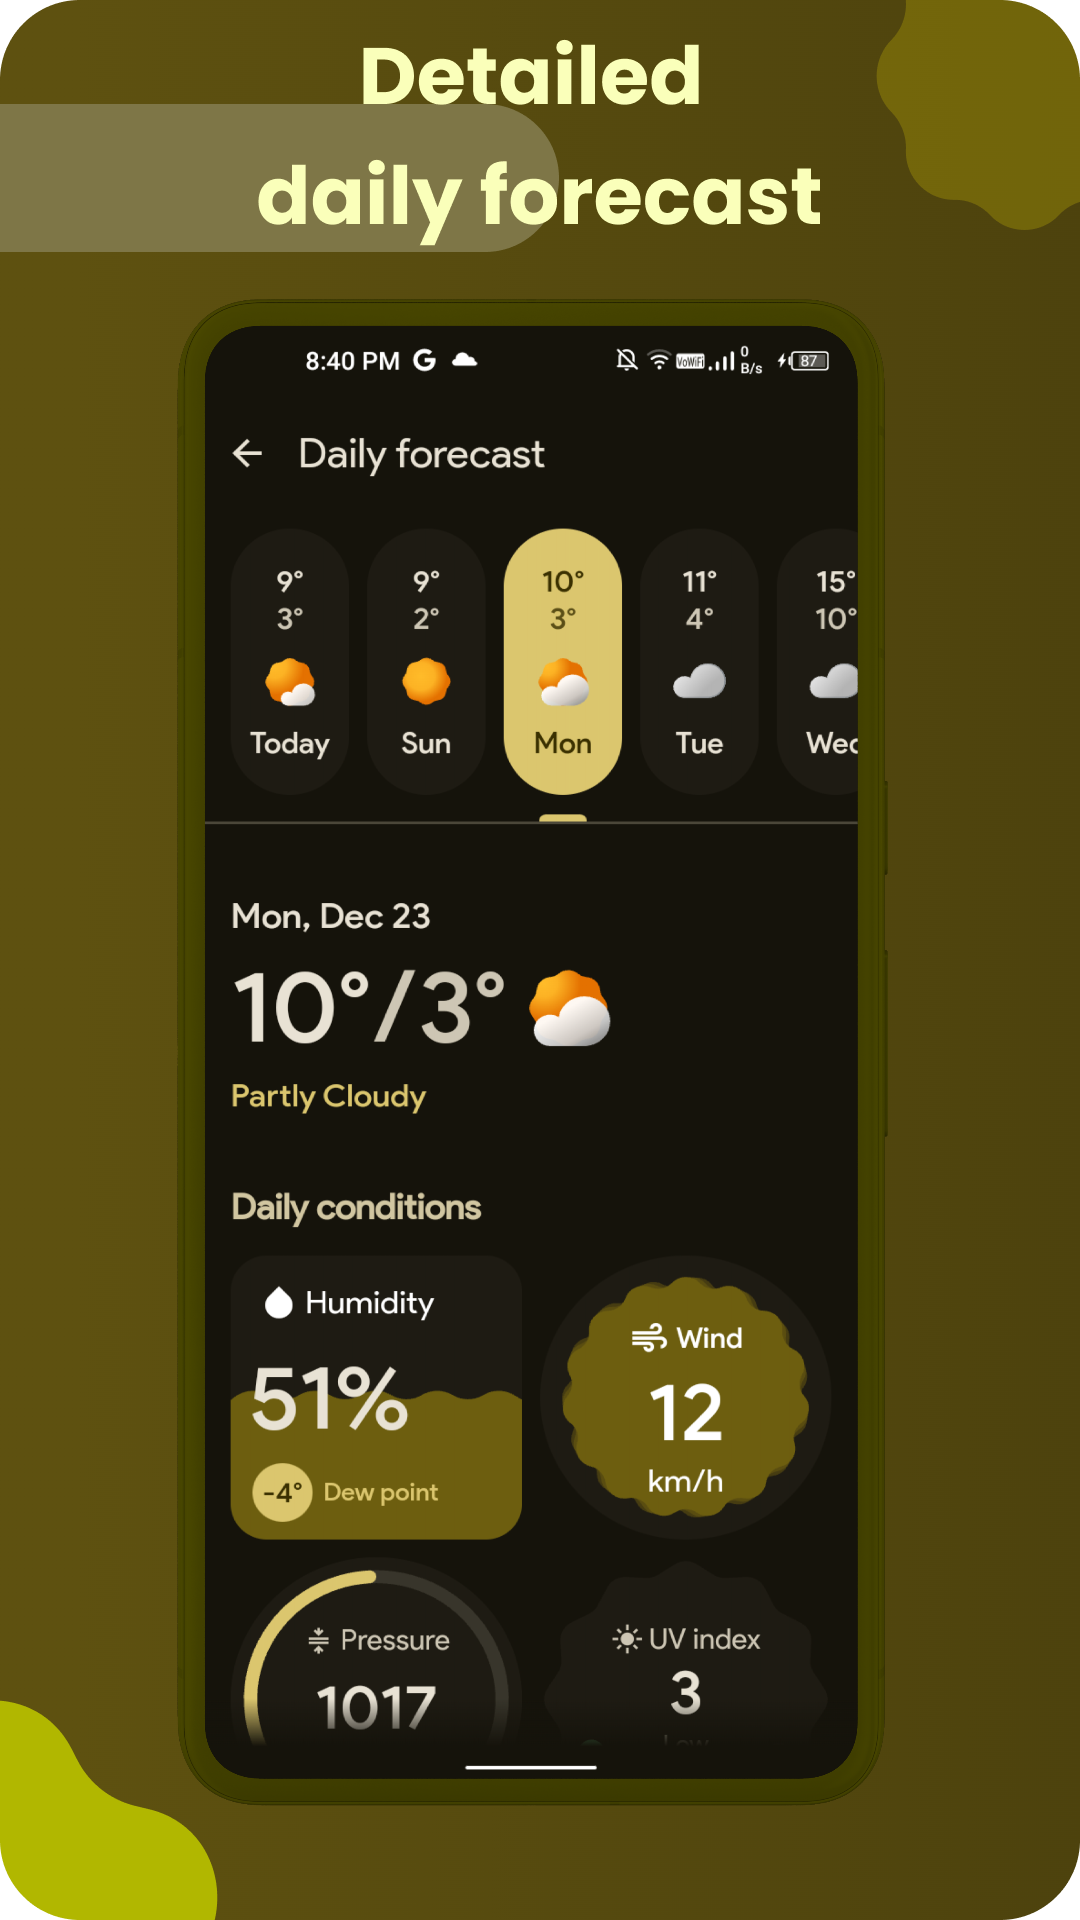 Detailed
daily forecast
8:40 PM G VoWiFi 0 B/s 87
Daily forecast
9° 9° 10° 11° 15°
3° 2° 3° 4° 10°
Today Sun Mon Tue Wed
Mon, Dec 23
10°/3°
Partly Cloudy
Daily conditions
Humidity
51%
-4° Dew point
Wind
12
km/h
Pressure
1017
UV index
3
Low